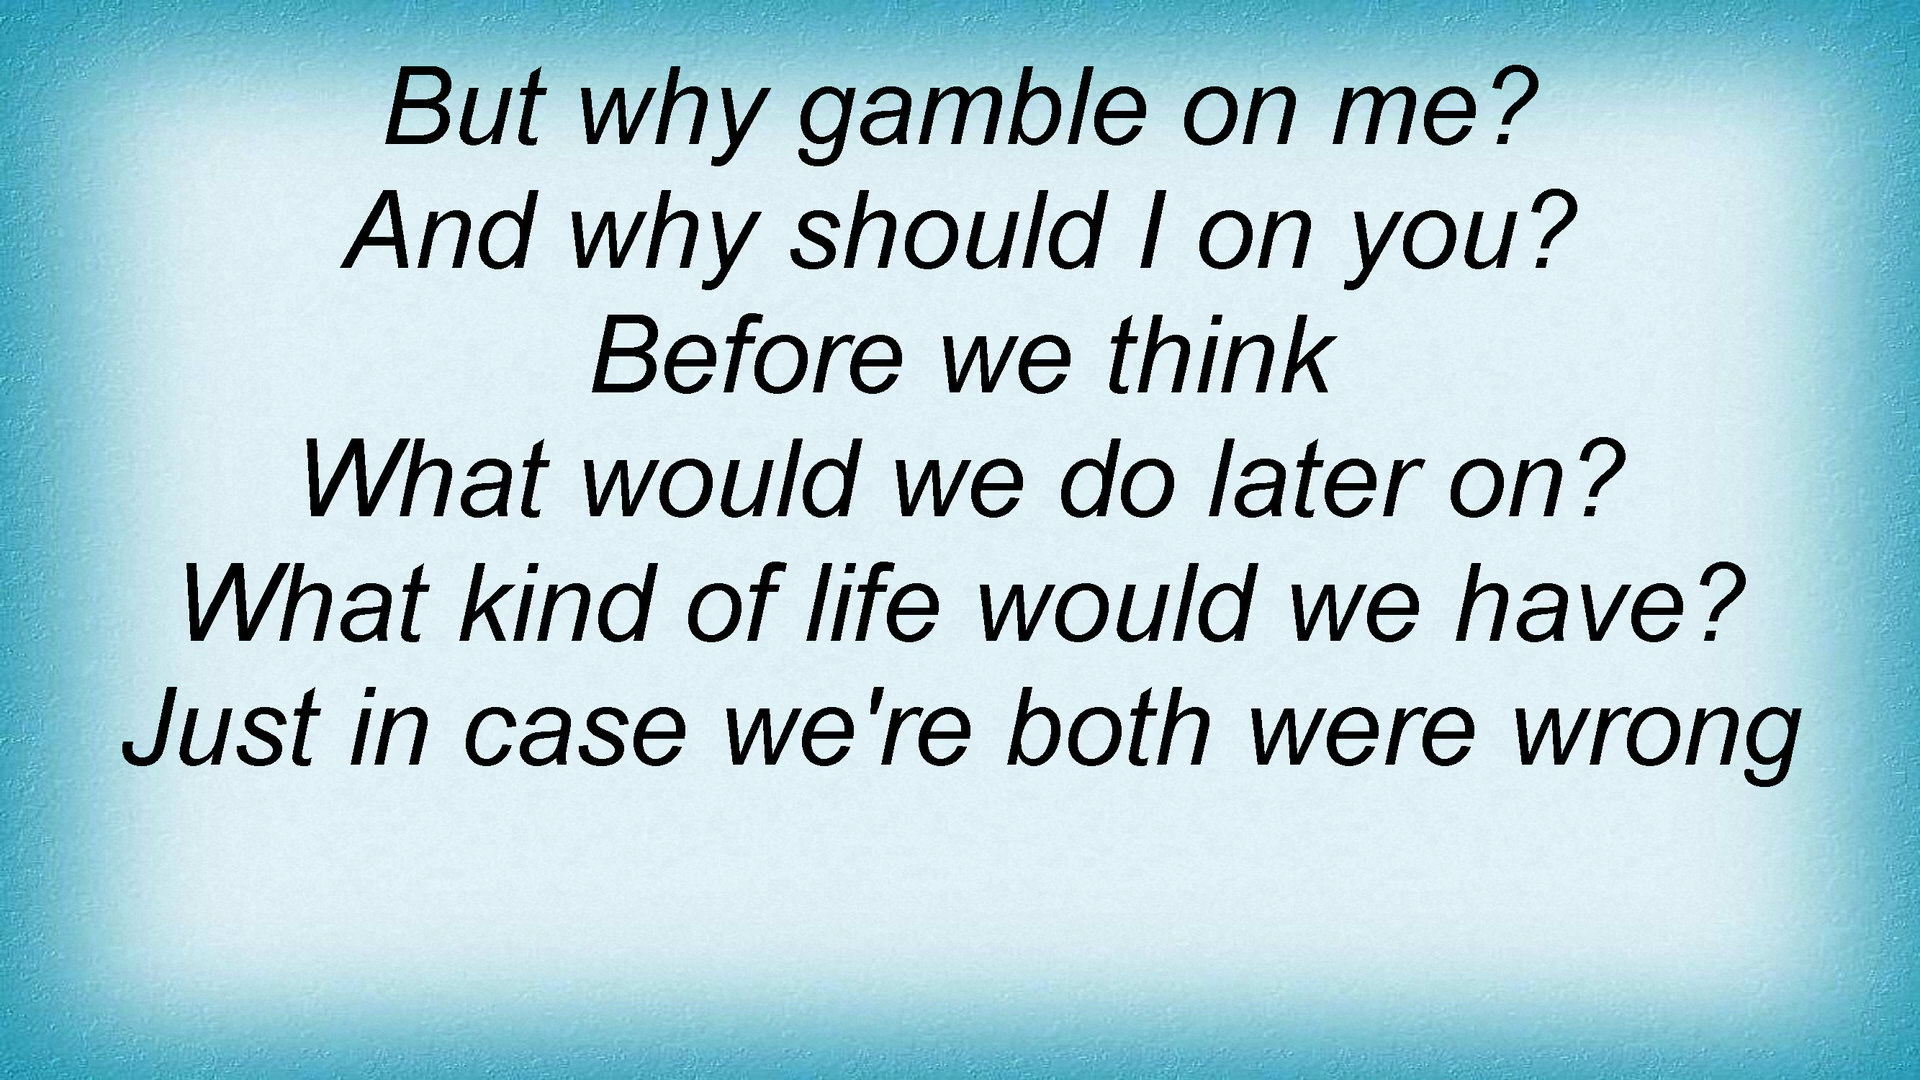 But why gamble on me?
And why should I on you?
Before we think
What would we do later on?
What kind of life would we have?
Just in case we're both were wrong